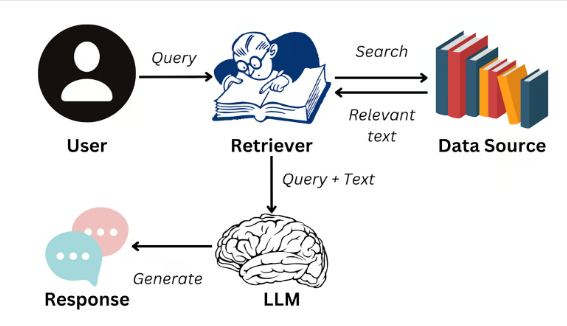 Query
Search
Relevant
text
User
Retriever
Data Source
Query + Text
Generate
Response
LLM